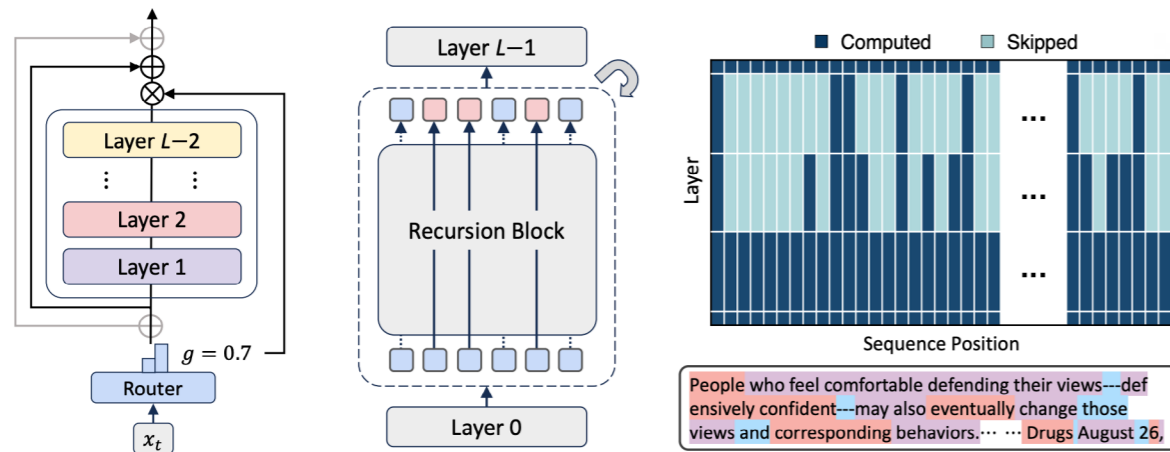 Layer L−2
⋮ ⋮
Layer 2
Layer 1
g = 0.7
Router
x_t
Layer L−1
Recursion Block
Layer 0
Computed Skipped
Layer
...
...
...
Sequence Position
People who feel comfortable defending their views---def
ensively confident---may also eventually change those
views and corresponding behaviors.⋯ ⋯ Drugs August 26,